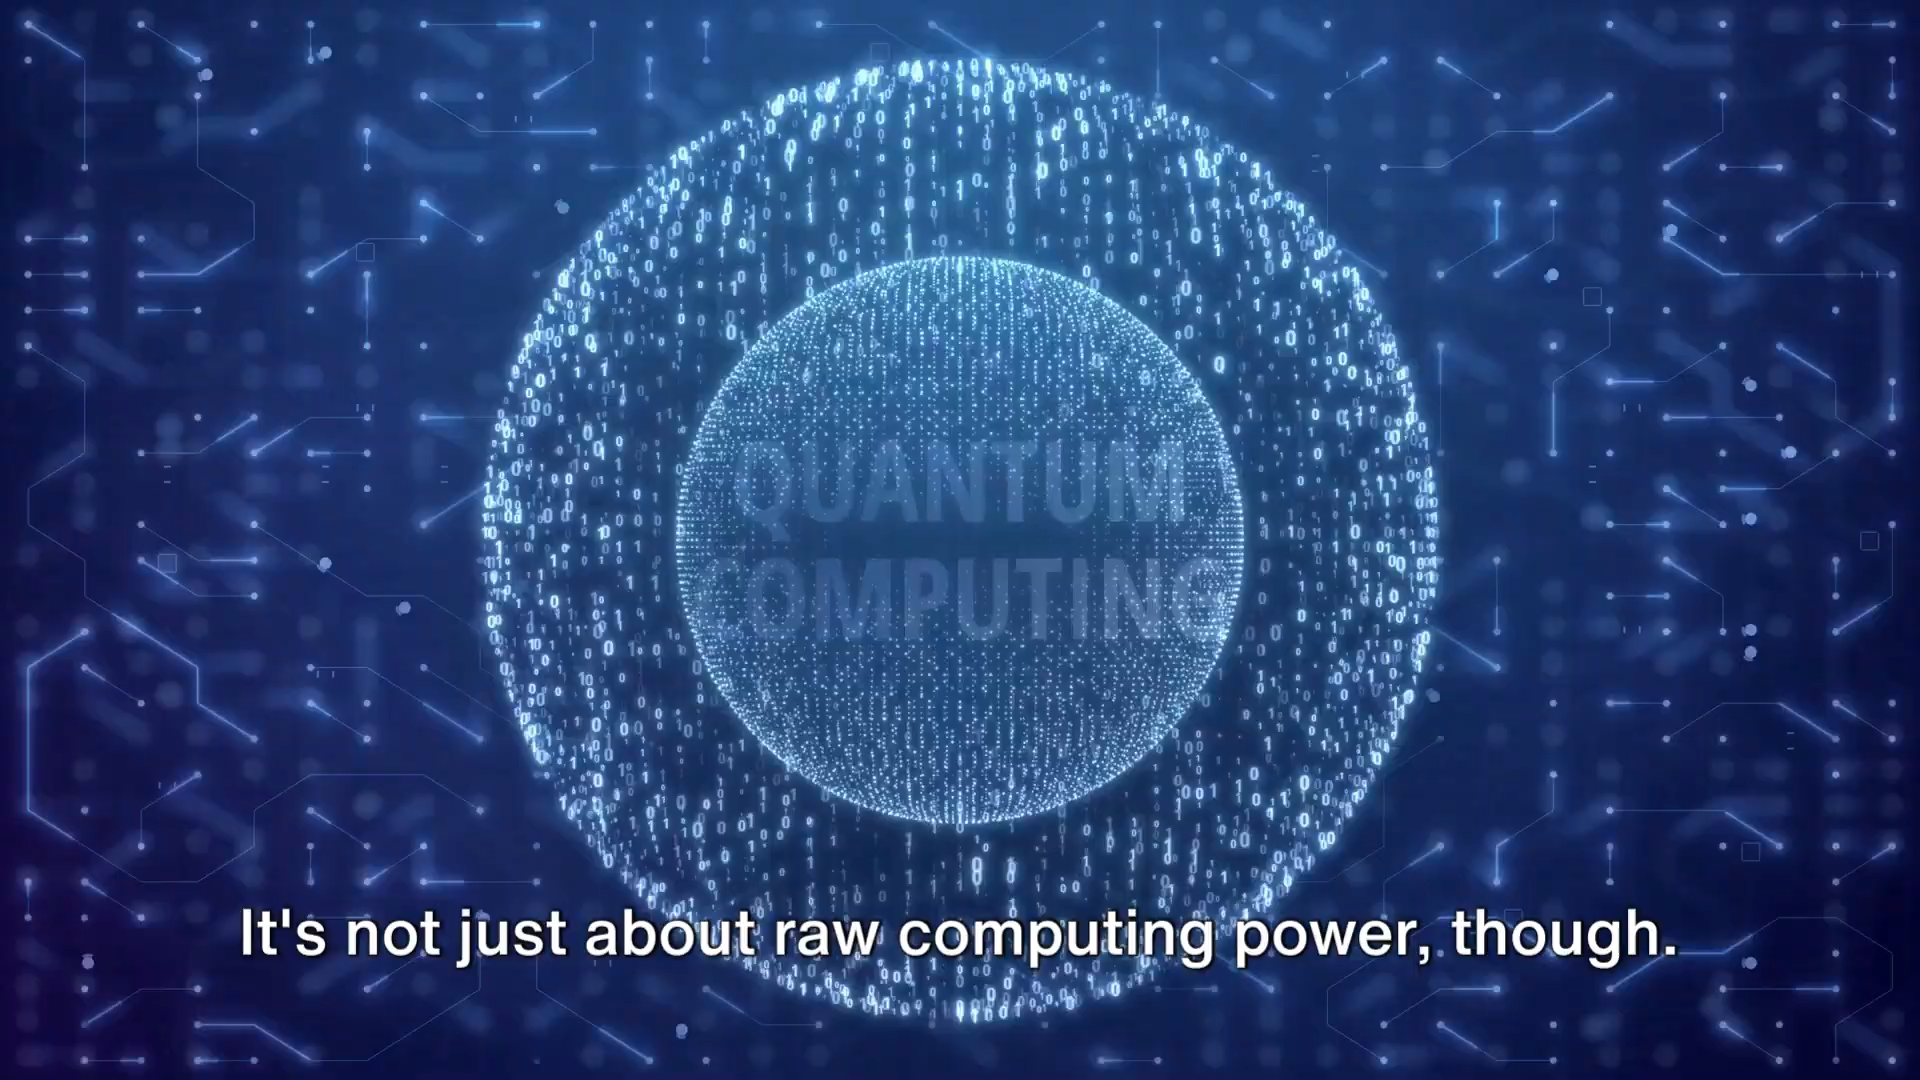 QUANTUM
COMPUTING
It's not just about raw computing power, though.